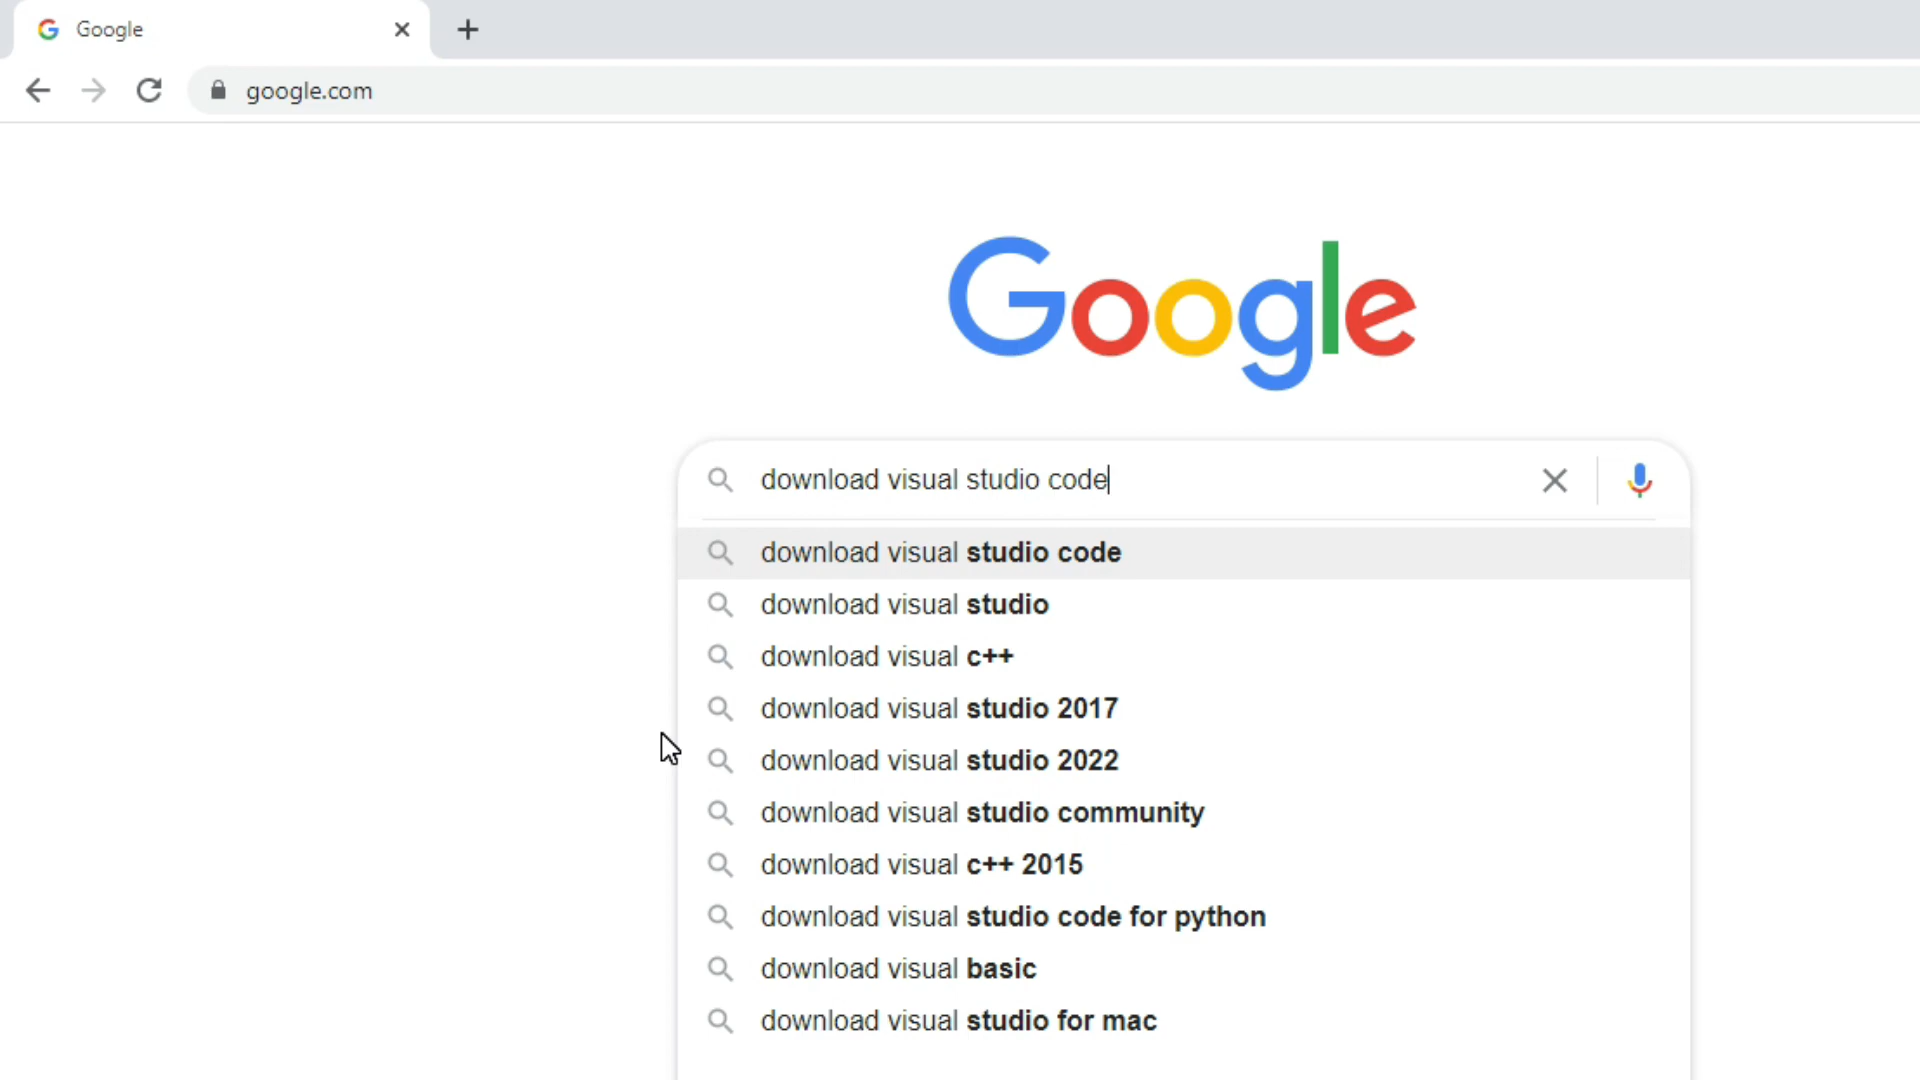 Google
google.com
Google
download visual studio code
download visual studio code
download visual studio
download visual c++
download visual studio 2017
download visual studio 2022
download visual studio community
download visual c++ 2015
download visual studio code for python
download visual basic
download visual studio for mac